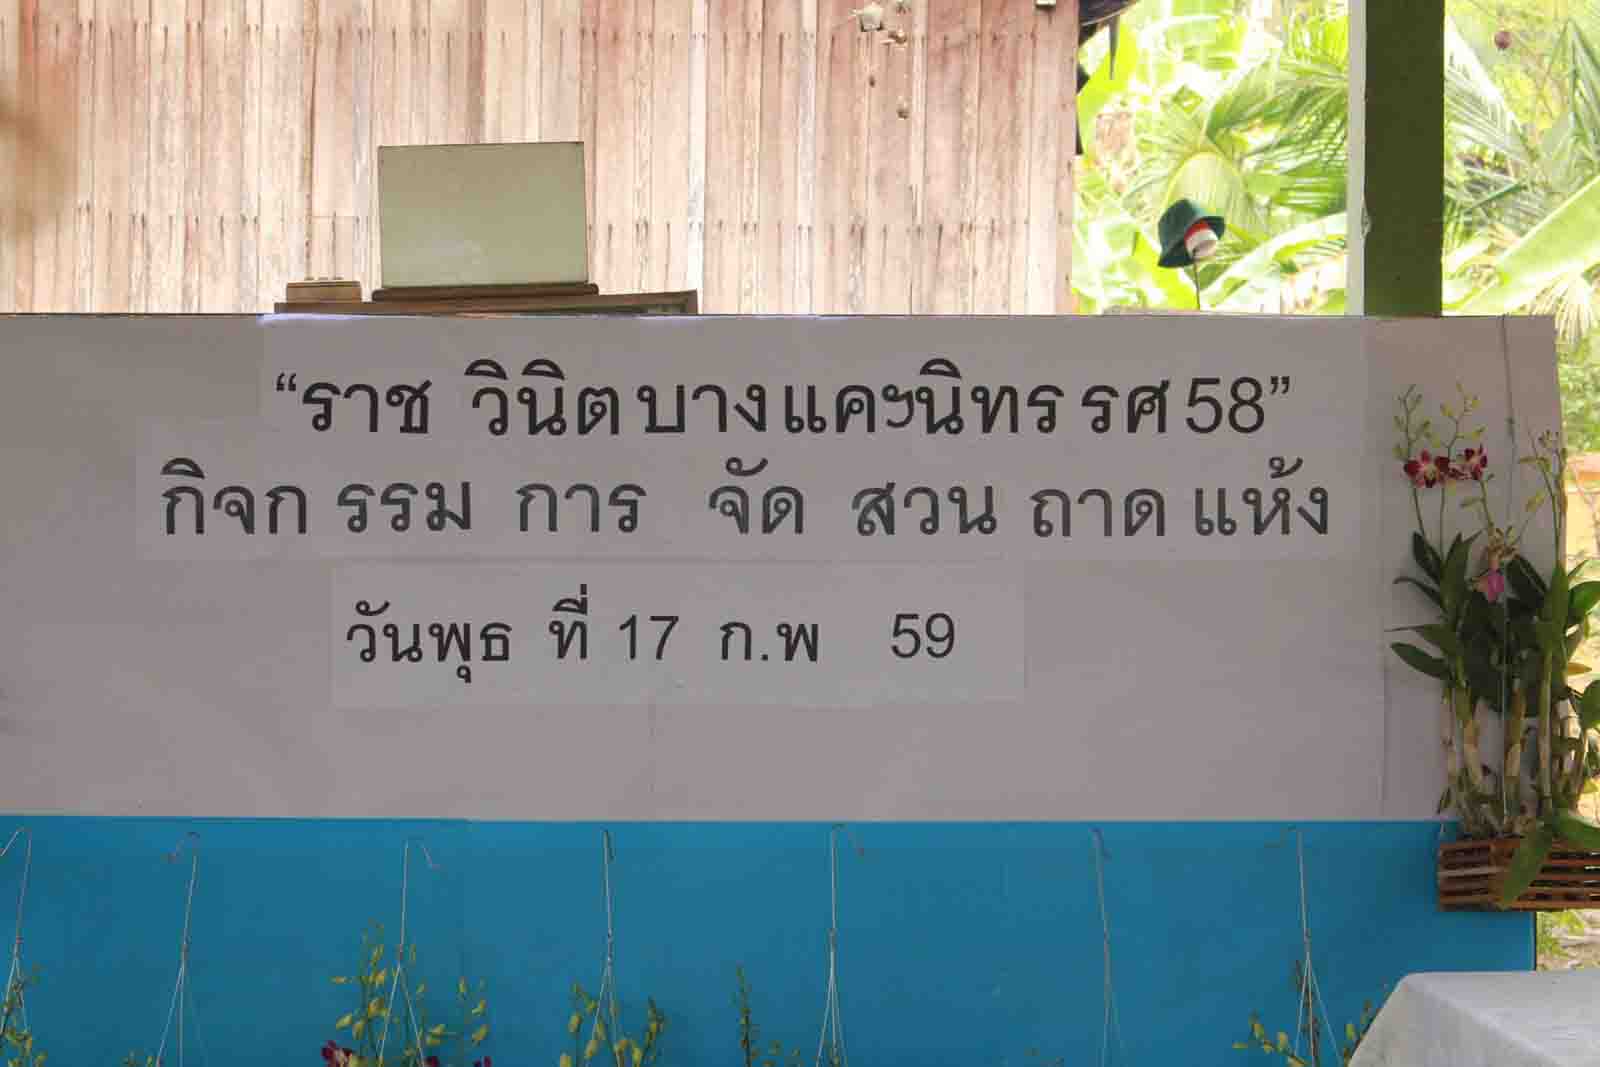 “ราช วินิตบางแคฯนิทรรศ58”
กิจก รรม การ จัด สวน ถาด แห้ง
วันพุธ ที่ 17 ก.พ 59